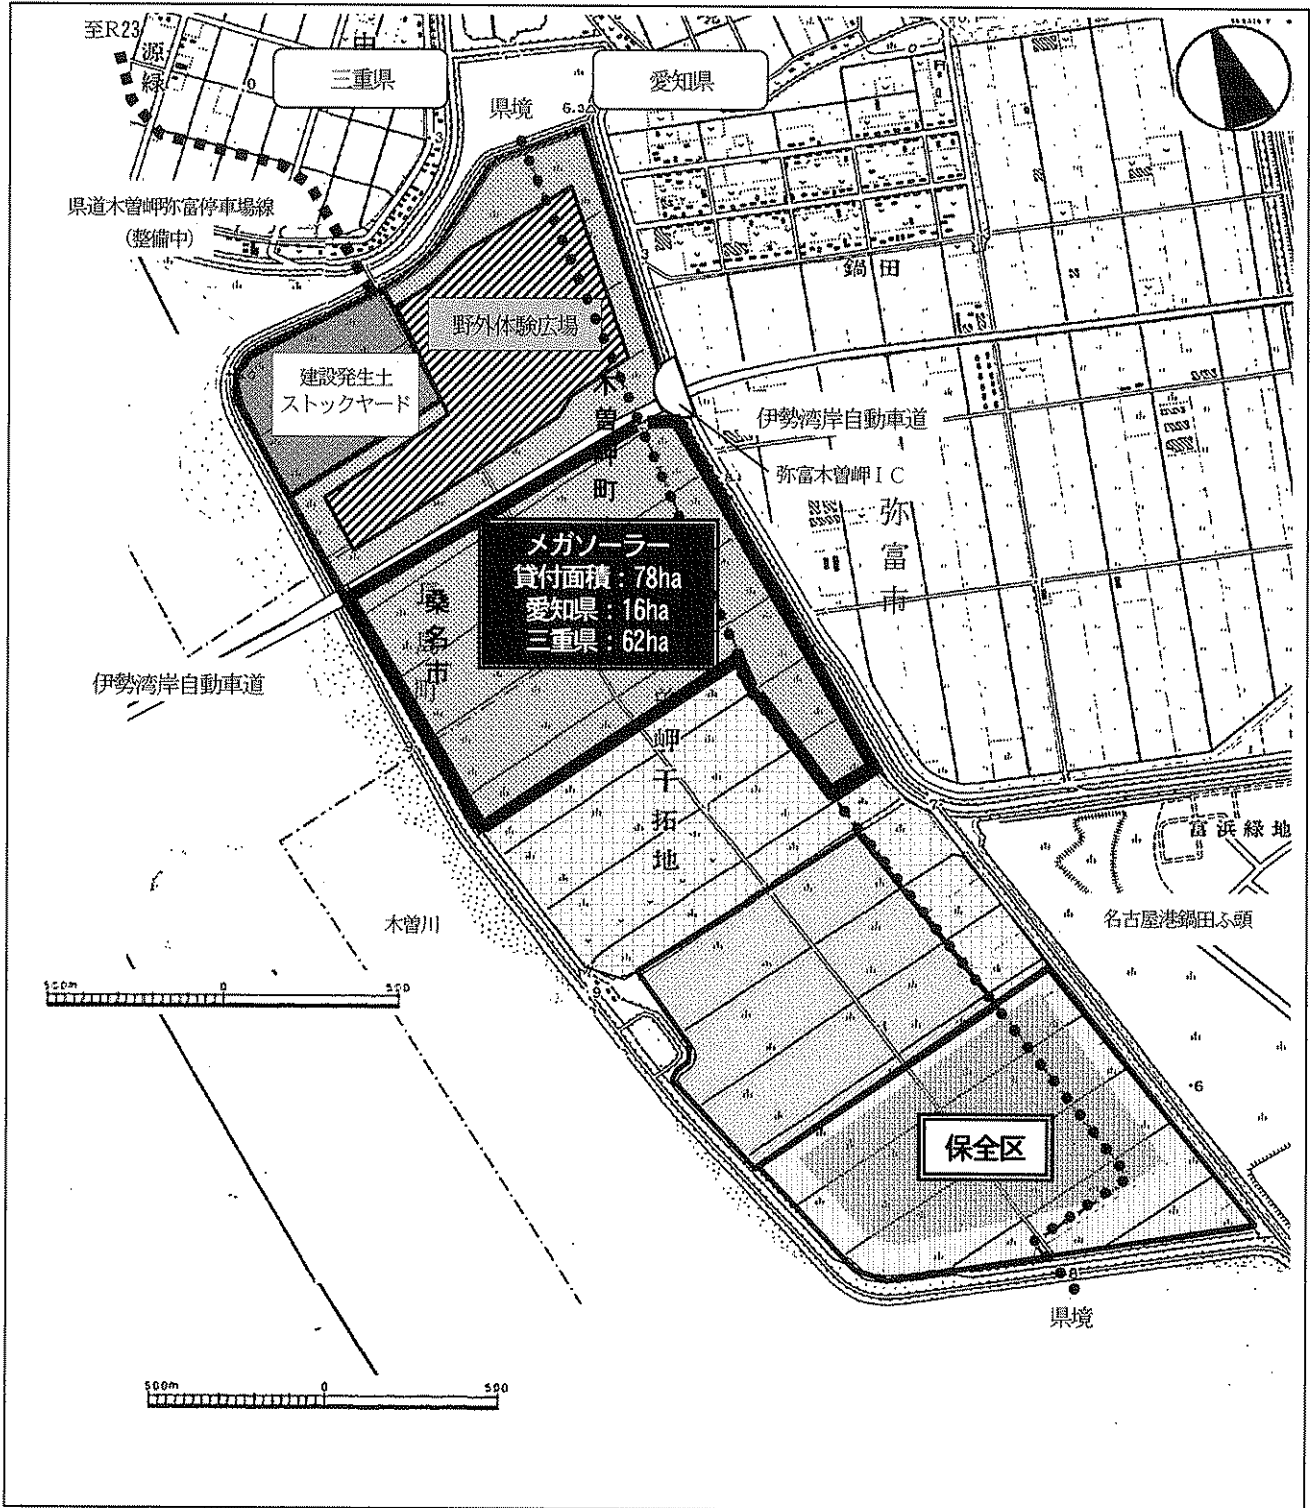 至R23
源緑
三重県
県境
6.3
愛知県
県道木曽岬弥富停車場線
(整備中)
鍋田
野外体験広場
建設発生土
ストックヤード
木曽岬町
伊勢湾岸自動車道
弥富木曽岬IC
弥富市
メガソーラー
貸付面積:78ha
愛知県:16ha
三重県:62ha
桑名市
伊勢湾岸自動車道
岬干拓地
富浜緑地
名古屋港鍋田ふ頭
木曽川
500m 0 500
保全区
県境
500m 0 500